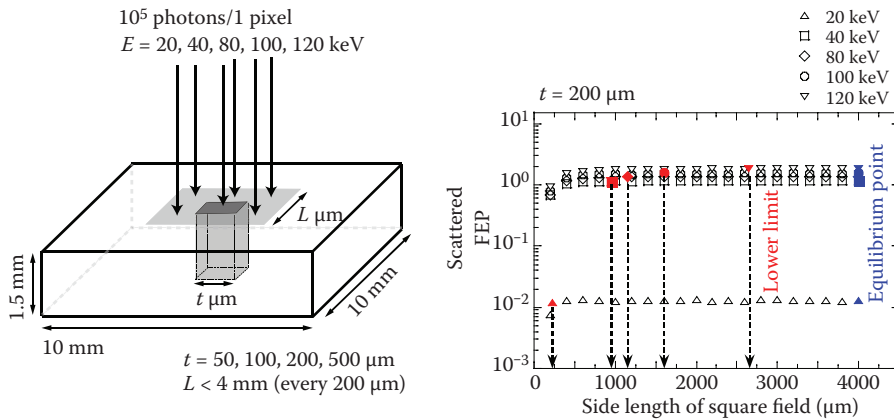 10⁵ photons/1 pixel
E = 20, 40, 80, 100, 120 keV
L μm
t μm
1.5 mm
10 mm
10 mm
t = 50, 100, 200, 500 μm
L < 4 mm (every 200 μm)
20 keV
40 keV
80 keV
100 keV
120 keV
t = 200 μm
10¹
10⁰
10⁻¹
10⁻²
10⁻³
Scattered
FEP
Lower limit
Equilibrium point
0
1000
2000
3000
4000
Side length of square field (μm)